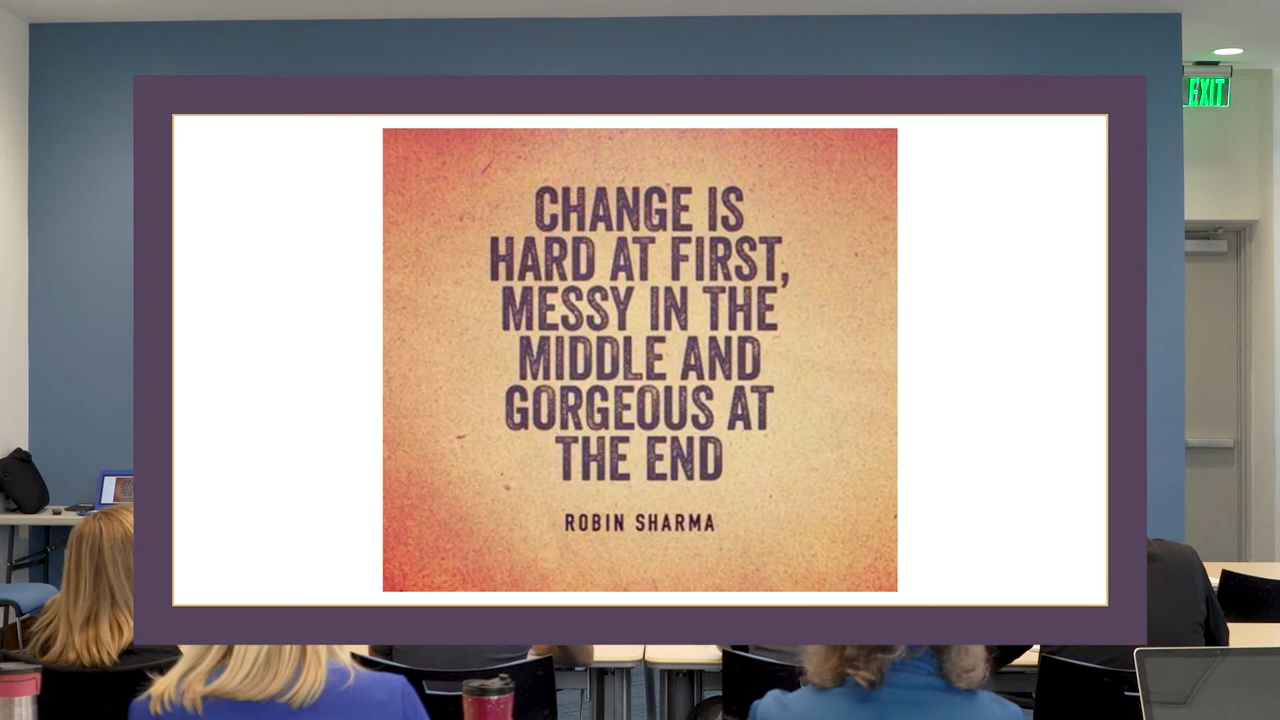 CHANGE IS
HARD AT FIRST,
MESSY IN THE
MIDDLE AND
GORGEOUS AT
THE END
ROBIN SHARMA
EXIT